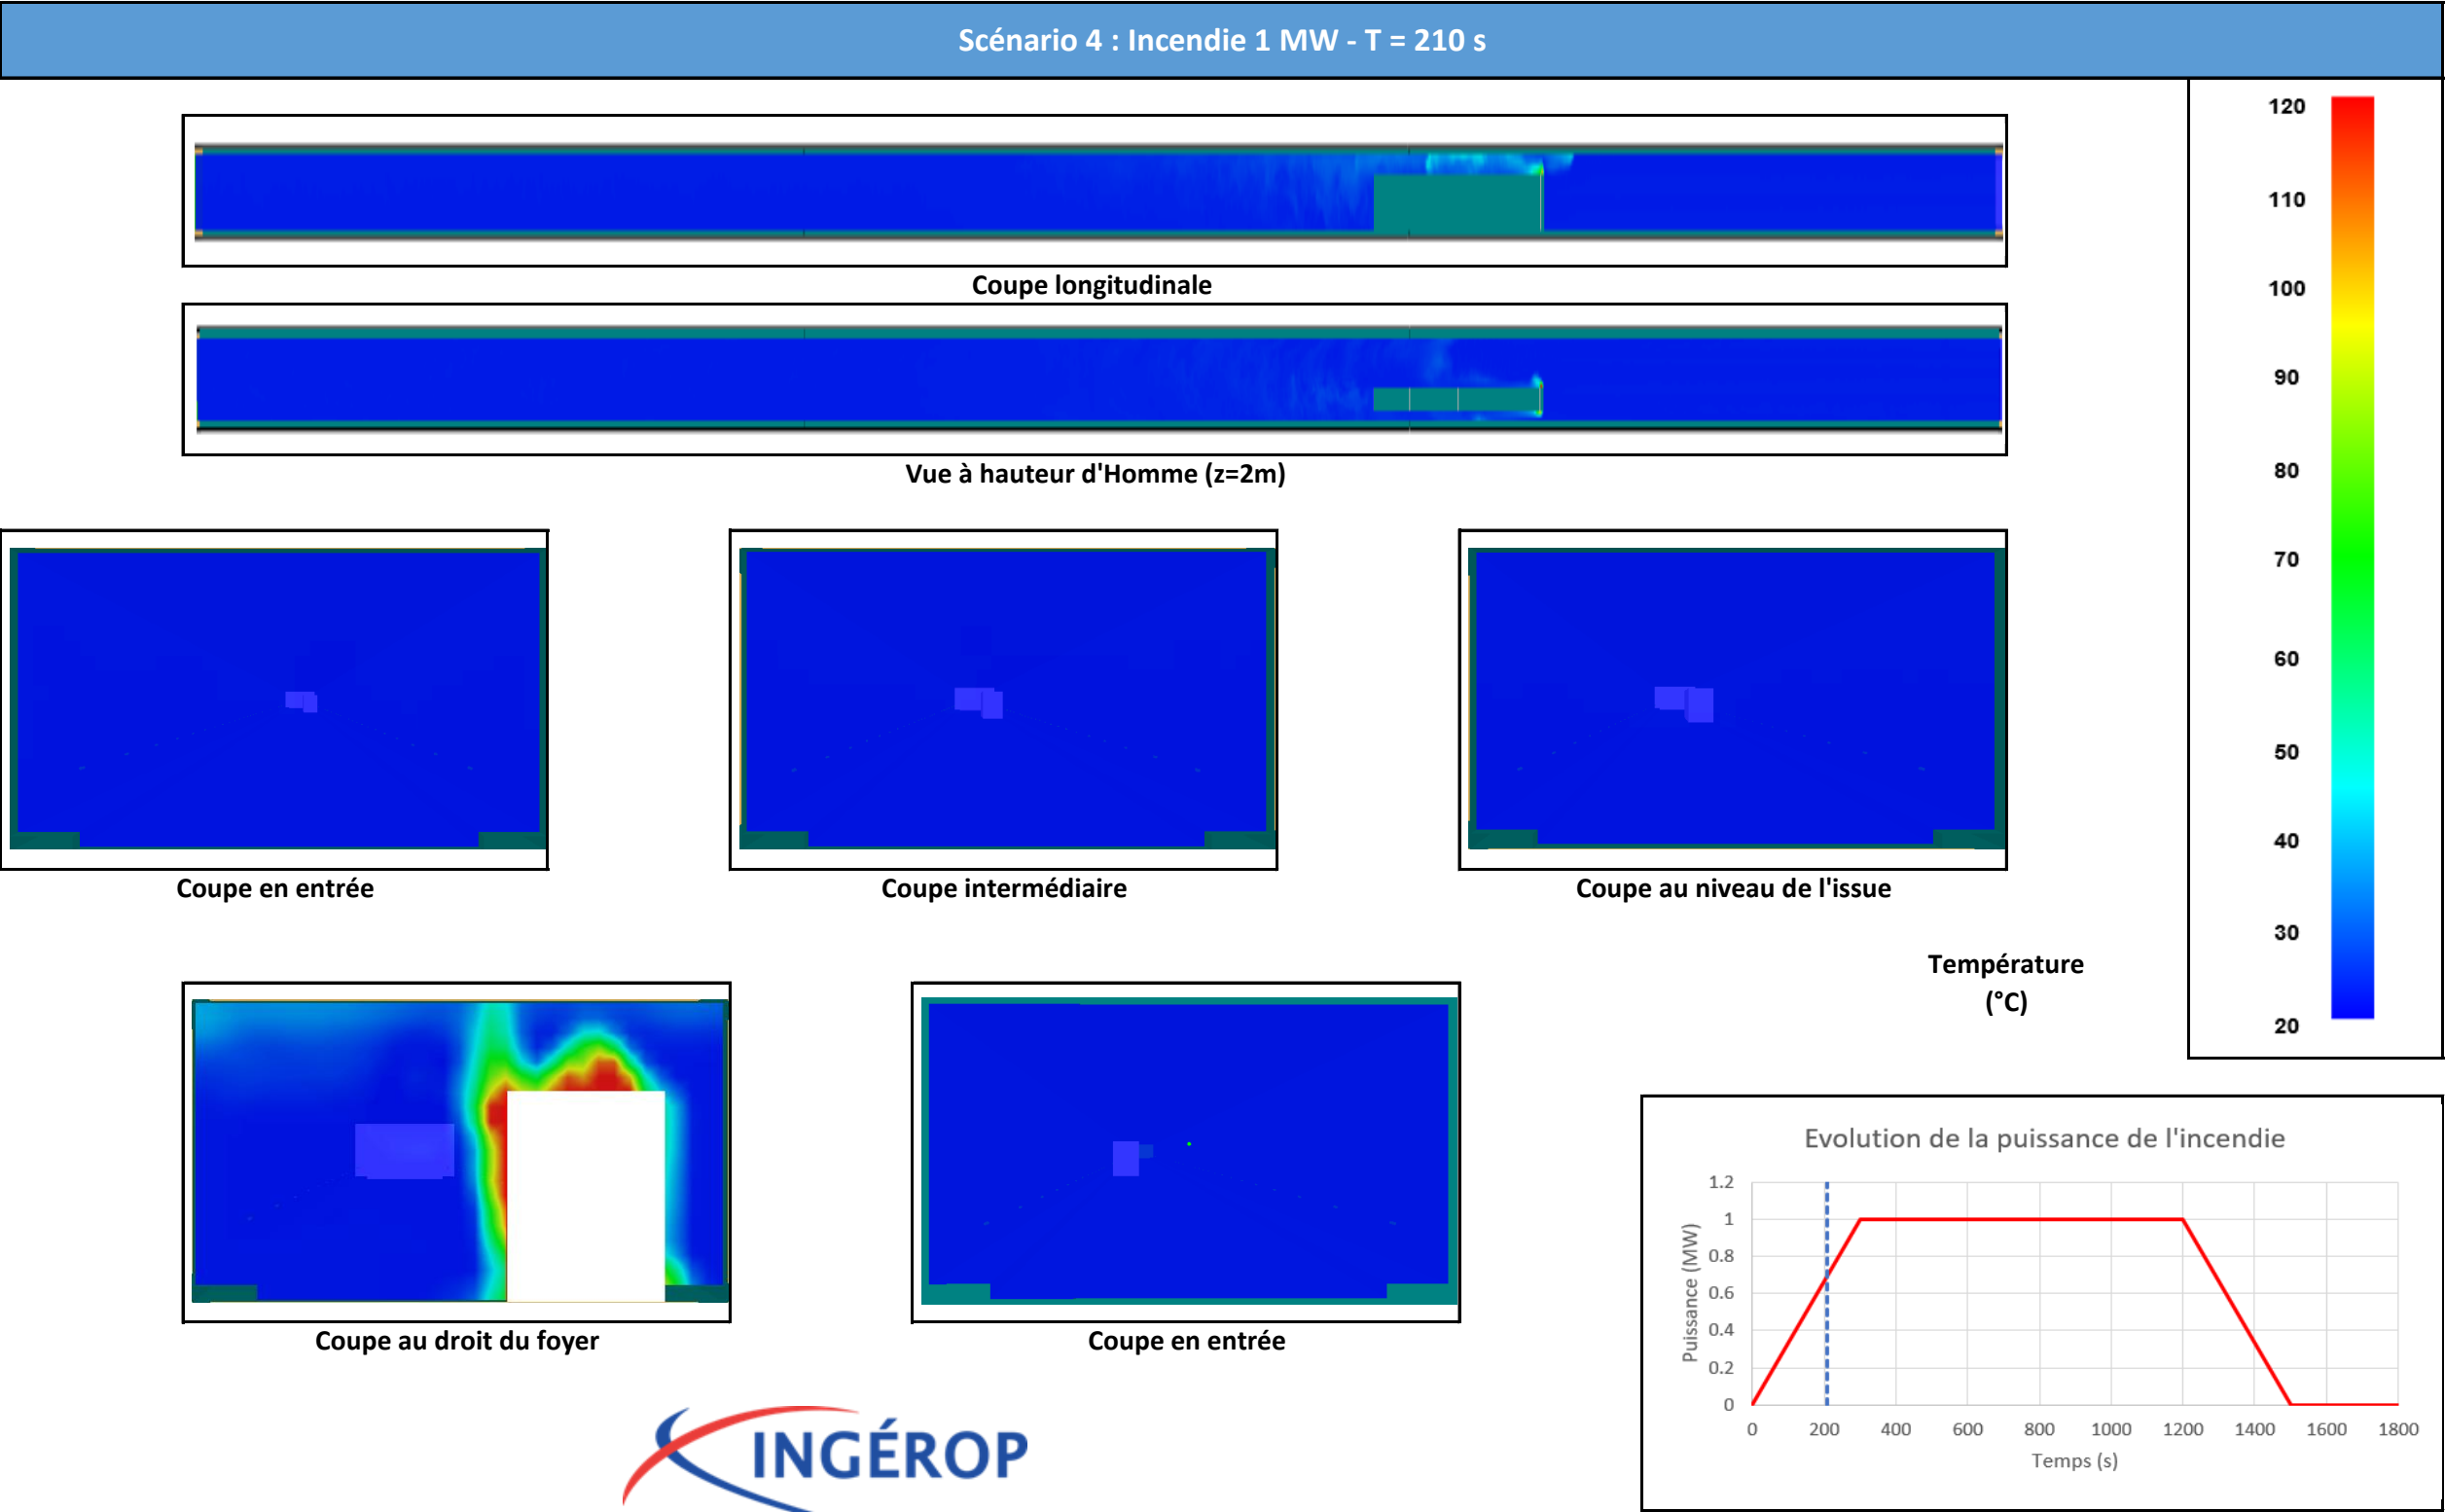 Scénario 4 : Incendie 1 MW - T = 210 s
Coupe longitudinale
Vue à hauteur d'Homme (z=2m)
Coupe en entrée
Coupe intermédiaire
Coupe au niveau de l'issue
Coupe au droit du foyer
Coupe en entrée
Température
(°C)
120
110
100
90
80
70
60
50
40
30
20
Evolution de la puissance de l'incendie
Puissance (MW)
1.2
1
0.8
0.6
0.4
0.2
0
0 200 400 600 800 1000 1200 1400 1600 1800
Temps (s)
INGÉROP